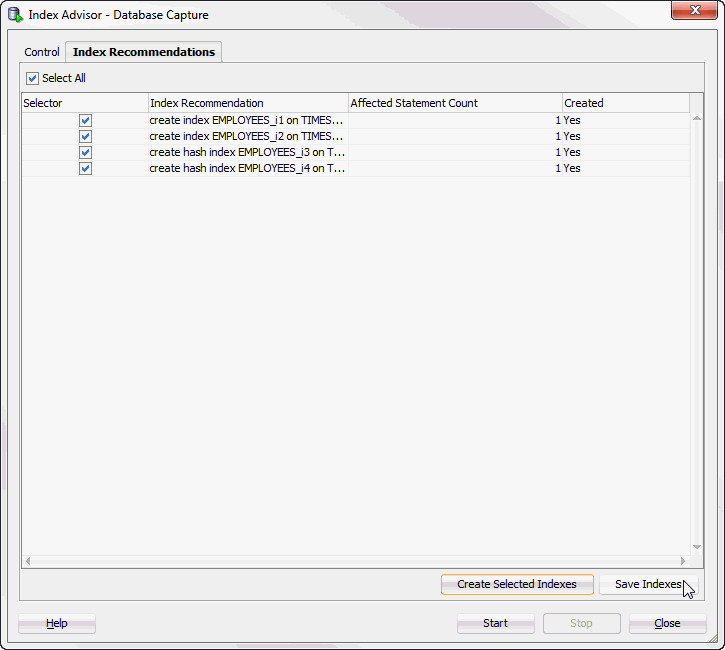 Index Advisor - Database Capture
Control Index Recommendations
Select All
Selector Index Recommendation Affected Statement Count Created
create index EMPLOYEES_i1 on TIMES... 1 Yes
create index EMPLOYEES_i2 on TIMES... 1 Yes
create hash index EMPLOYEES_i3 on T... 1 Yes
create hash index EMPLOYEES_i4 on T... 1 Yes
Create Selected Indexes Save Indexes
Help Start Stop Close